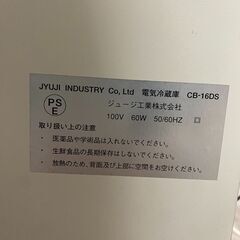 JYUJI INDUSTRY Co, Ltd 電気冷蔵庫 CB-16DS
PS
E
ジュージ工業株式会社
100V 60W 50/60HZ 回
取り扱い上の注意
・ 医薬品や学術品は入れないでください。
・ 生鮮食品の長期保存はしないでください。
・ 放熱のため、背面及び上部に空間をお空けください。